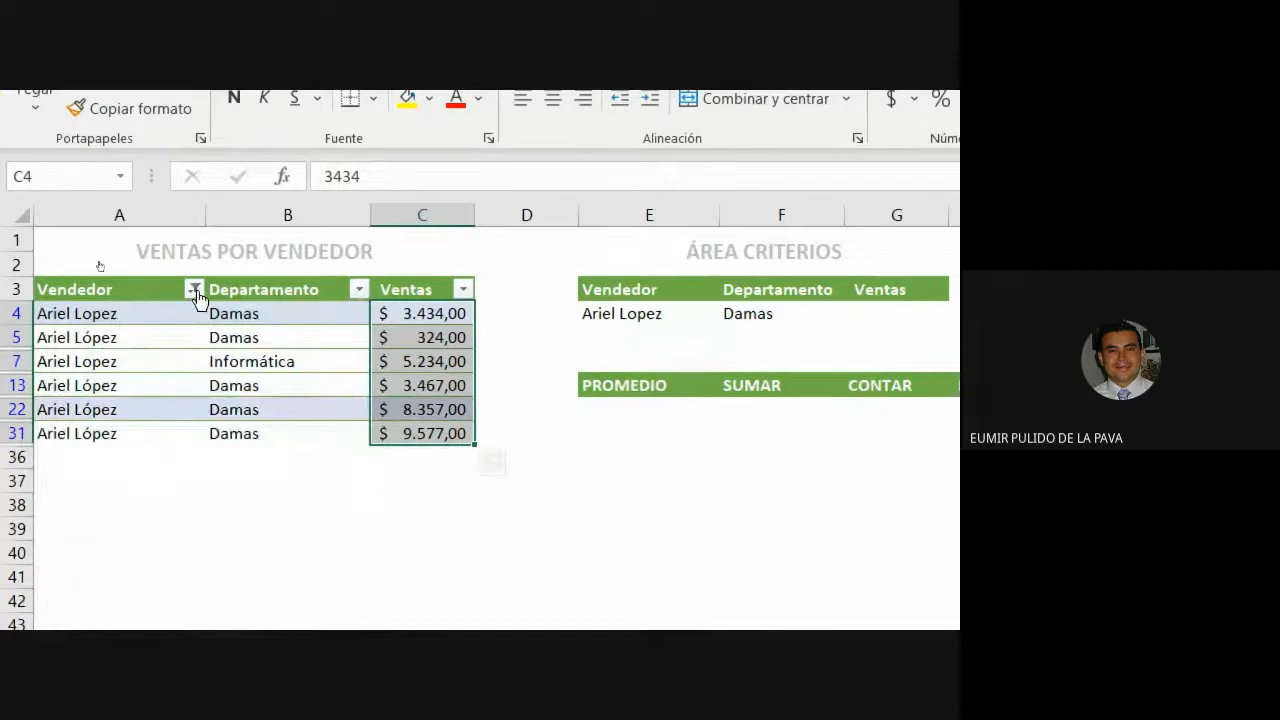 Copiar formato
N K S A Combinar y centrar $ %
Portapapeles Fuente Alineación
C4 fx 3434
A B C D E F G
1 VENTAS POR VENDEDOR ÁREA CRITERIOS
2
3 Vendedor Departamento Ventas Vendedor Departamento Ventas
4 Ariel Lopez Damas $ 3.434,00 Ariel Lopez Damas
5 Ariel López Damas $ 324,00
7 Ariel López Informática $ 5.234,00
13 Ariel López Damas $ 3.467,00 PROMEDIO SUMAR CONTAR
22 Ariel López Damas $ 8.357,00
31 Ariel López Damas $ 9.577,00
36
37
38
39
40
41
42
43
EUMIR PULIDO DE LA PAVA